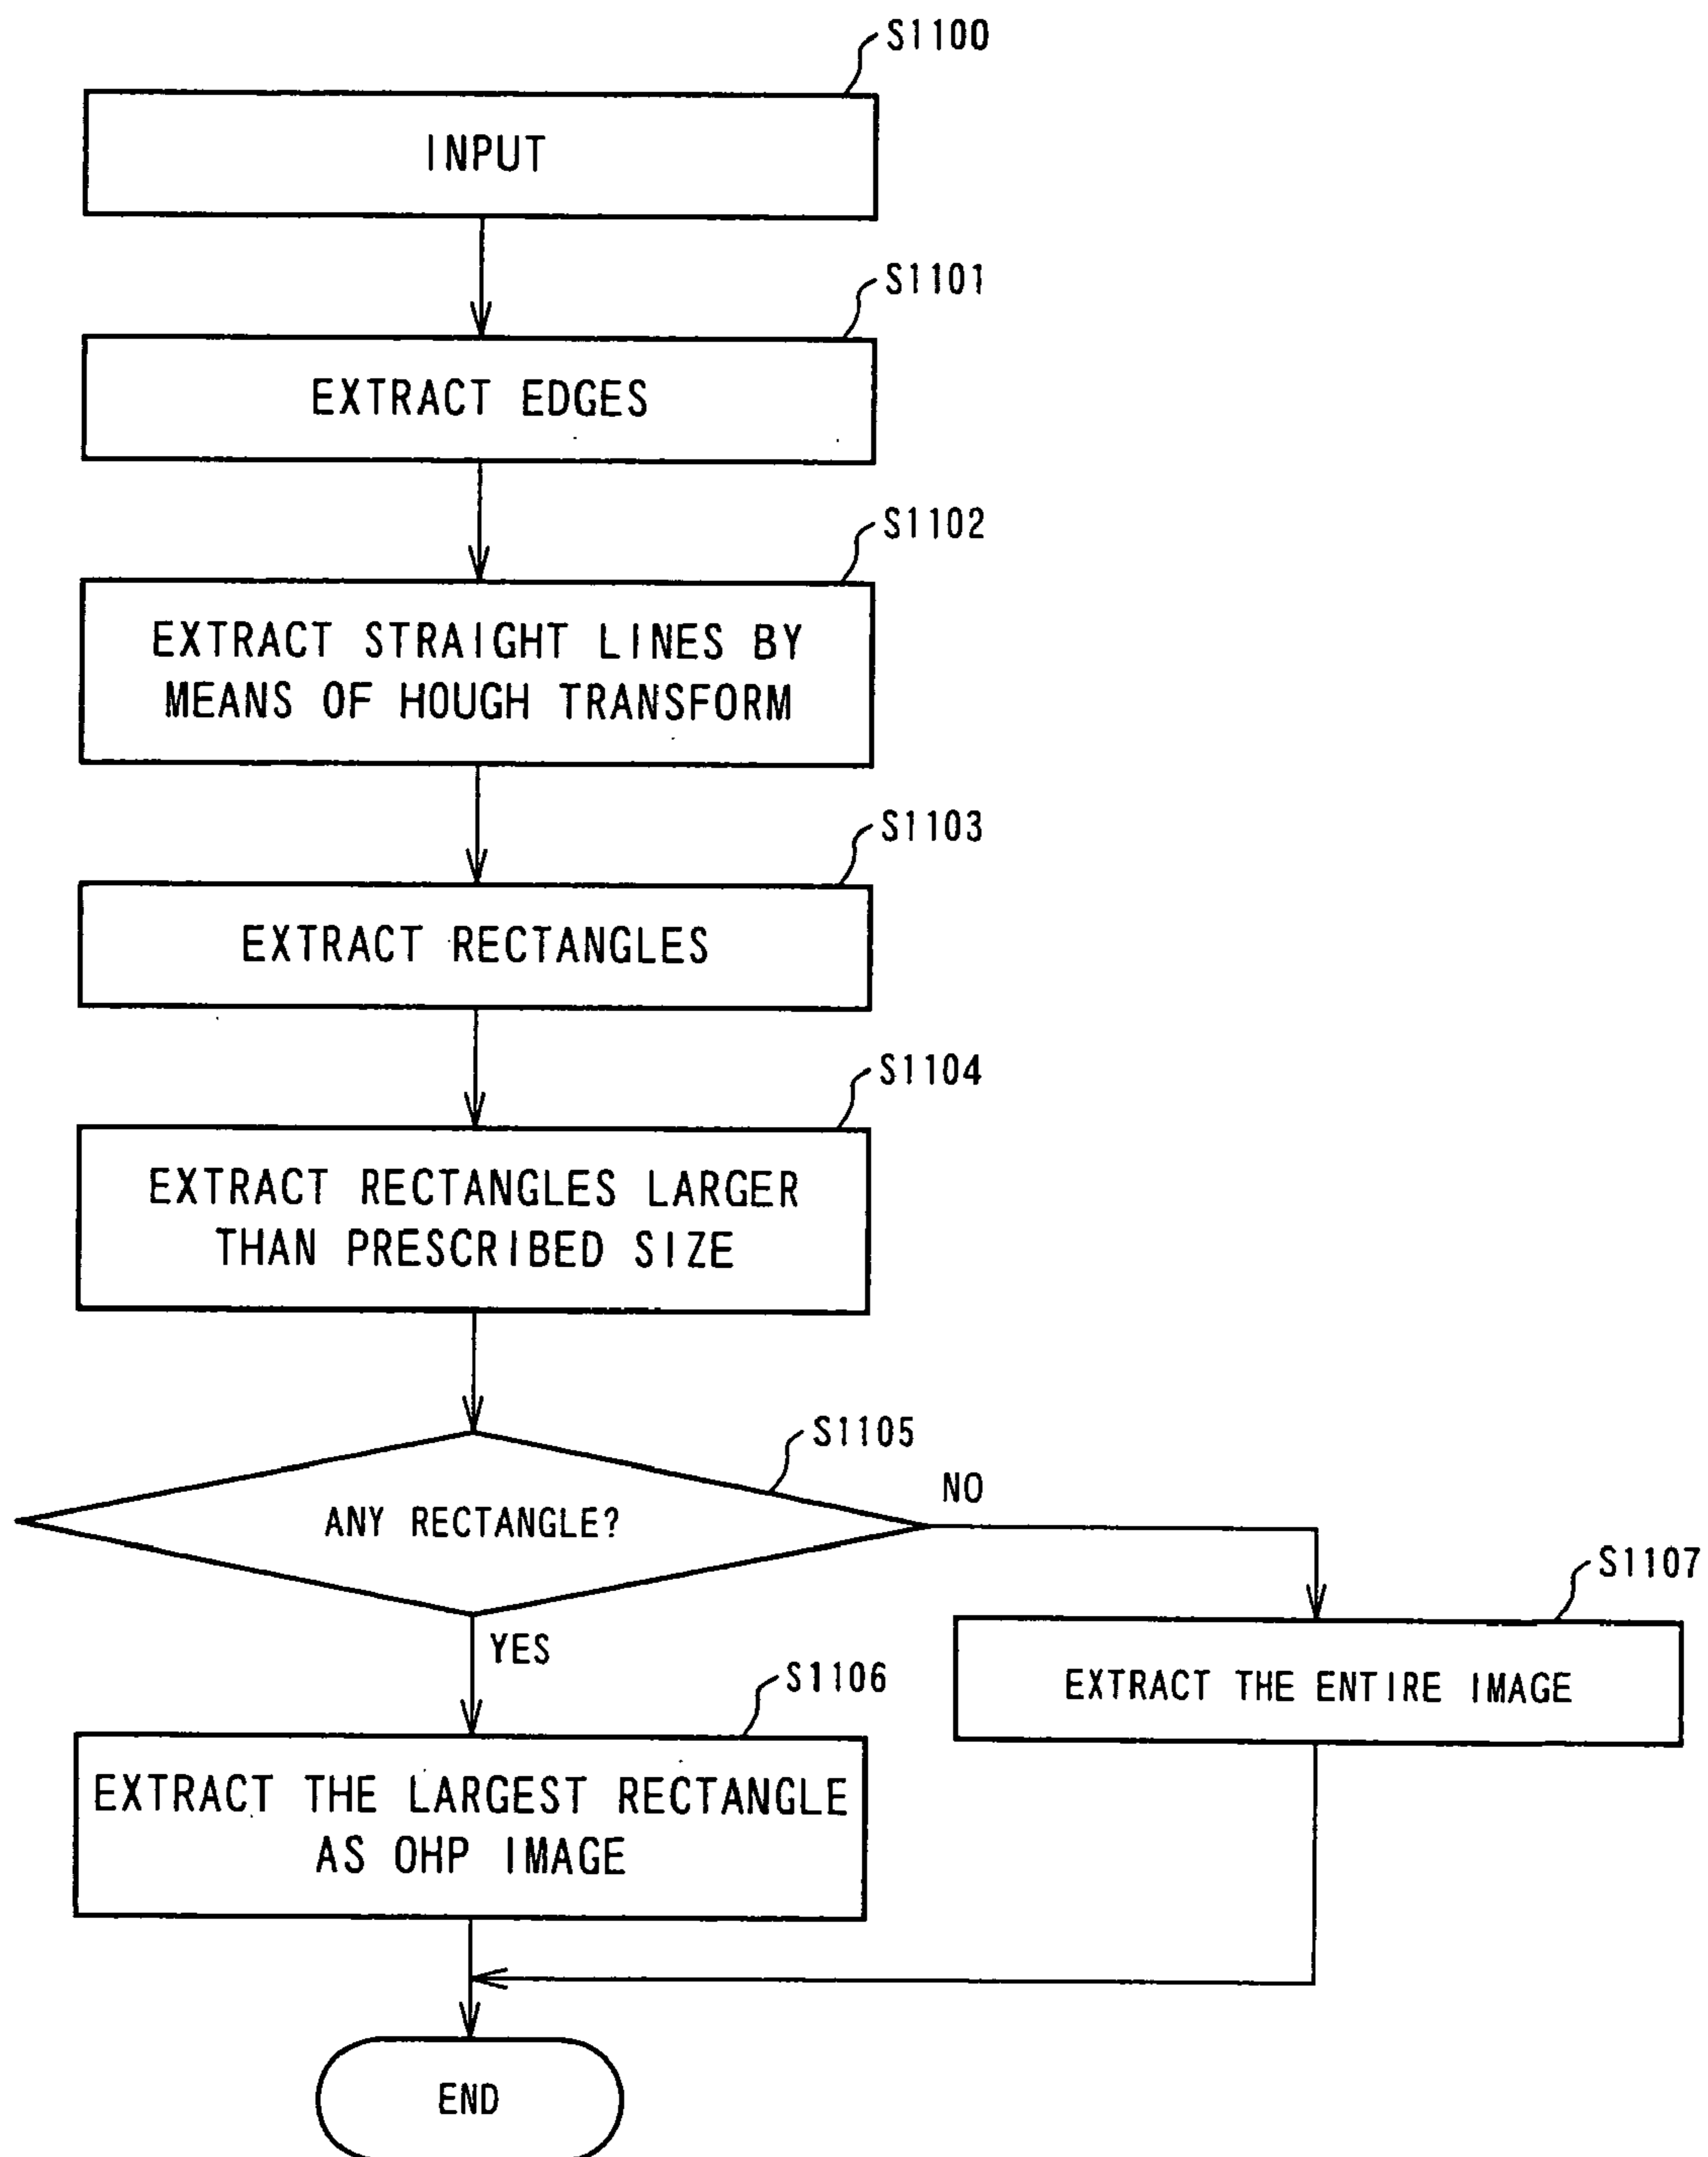 S1100
INPUT
S1101
EXTRACT EDGES
S1102
EXTRACT STRAIGHT LINES BY
MEANS OF HOUGH TRANSFORM
S1103
EXTRACT RECTANGLES
S1104
EXTRACT RECTANGLES LARGER
THAN PRESCRIBED SIZE
S1105
ANY RECTANGLE?
NO
YES
S1107
EXTRACT THE ENTIRE IMAGE
S1106
EXTRACT THE LARGEST RECTANGLE
AS OHP IMAGE
END